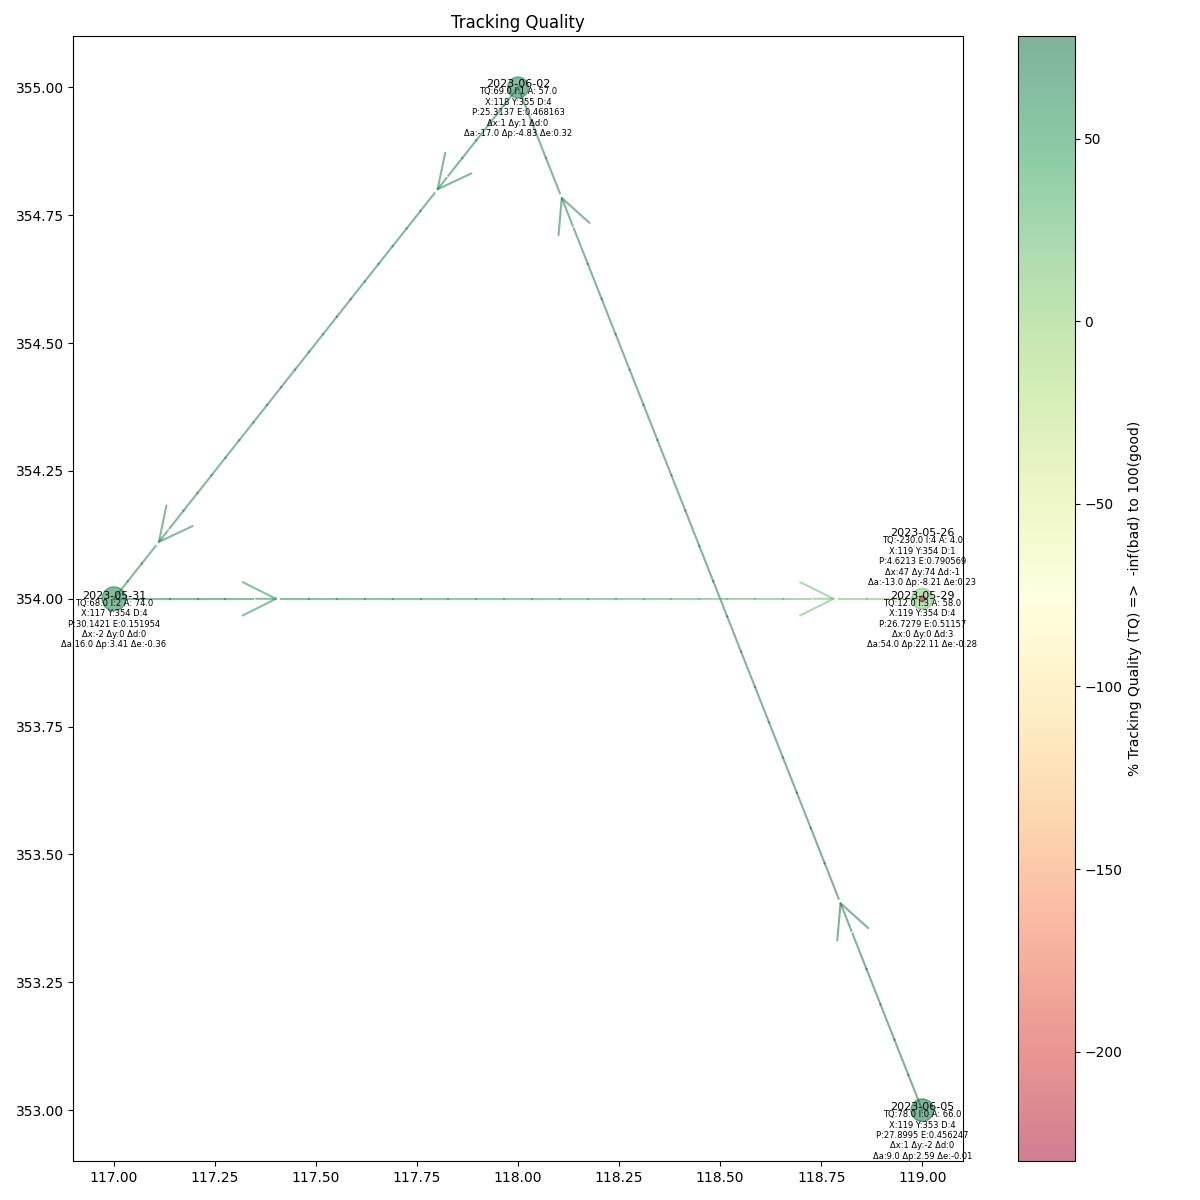 Tracking Quality
355.00
354.75
354.50
354.25
354.00
353.75
353.50
353.25
353.00
117.00
117.25
117.50
117.75
118.00
118.25
118.50
118.75
119.00
2023-06-02
TQ:69.0 I:1 A: 57.0
X:118 Y:355 D:4
P:25.3137 E:0.468163
Δx:1 Δy:1 Δd:0
Δa:-17.0 Δp:-4.83 Δe:0.32
2023-05-31
TQ:68.0 I:2 A: 74.0
X:117 Y:354 D:4
P:30.1421 E:0.151954
Δx:-2 Δy:0 Δd:0
Δa:16.0 Δp:3.41 Δe:-0.36
2023-05-26
TQ:-230.0 I:4 A: 4.0
X:119 Y:354 D:1
P:4.6213 E:0.790569
Δx:47 Δy:74 Δd:-1
Δa:-13.0 Δp:-8.21 Δe:0.23
2023-05-29
TQ:12.0 I:3 A: 58.0
X:119 Y:354 D:4
P:26.7279 E:0.51157
Δx:0 Δy:0 Δd:3
Δa:54.0 Δp:22.11 Δe:-0.28
2023-06-05
TQ:78.0 I:0 A: 66.0
X:119 Y:353 D:4
P:27.8995 E:0.456247
Δx:1 Δy:-2 Δd:0
Δa:9.0 Δp:2.59 Δe:-0.01
50
0
−50
−100
−150
−200
% Tracking Quality (TQ) => -inf(bad) to 100(good)